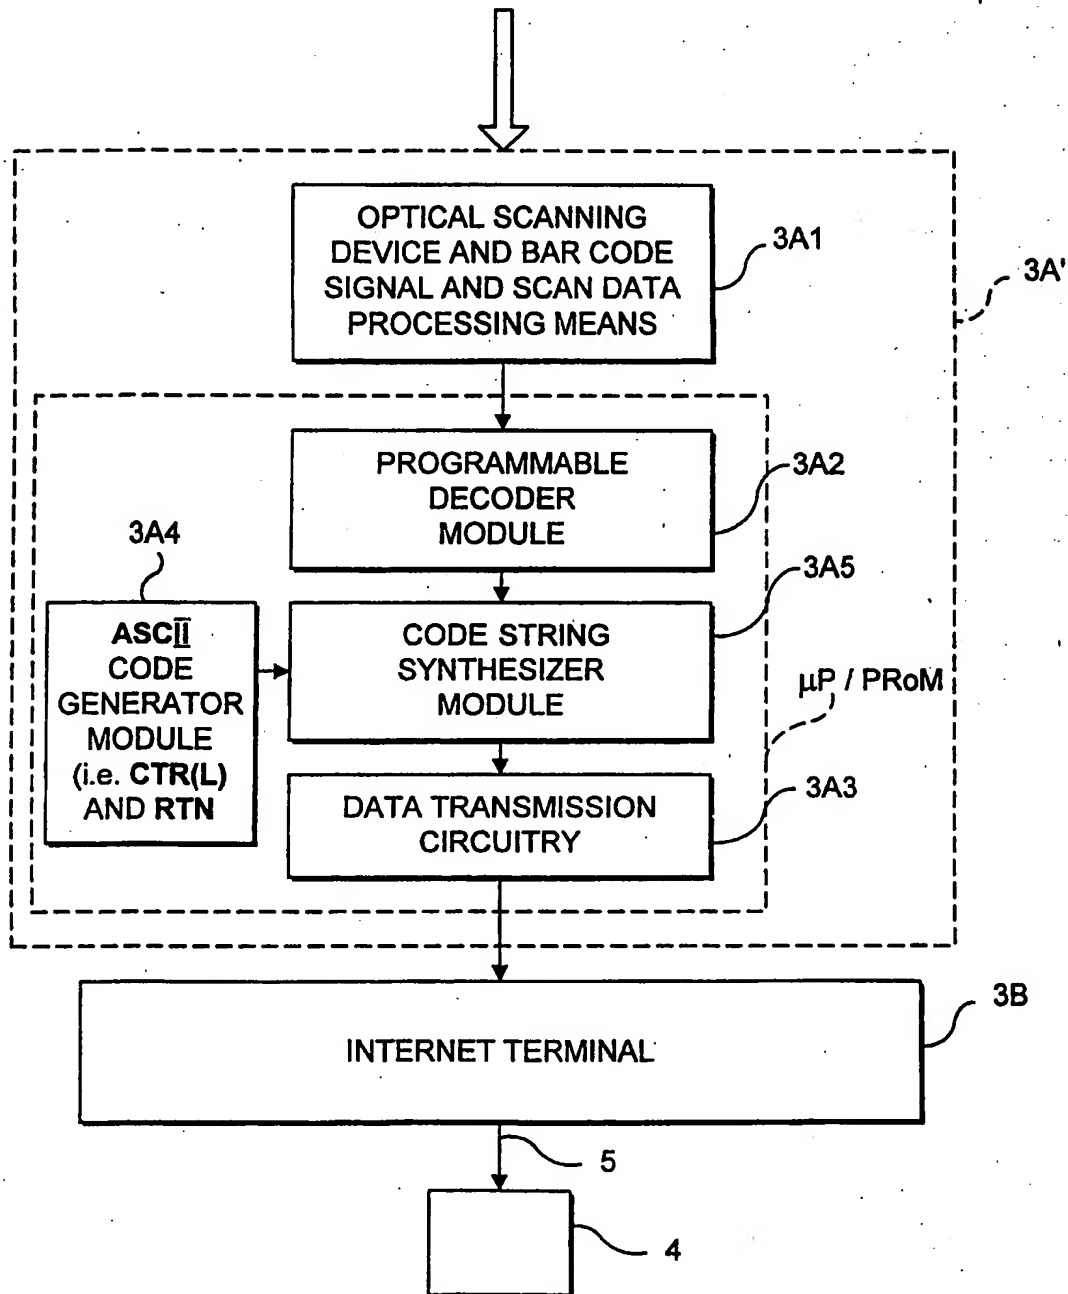 OPTICAL SCANNING
DEVICE AND BAR CODE
SIGNAL AND SCAN DATA
PROCESSING MEANS
3A1
3A'
PROGRAMMABLE
DECODER
MODULE
3A2
3A4
ASCII
CODE
GENERATOR
MODULE
(i.e. CTR(L)
AND RTN
3A5
CODE STRING
SYNTHESIZER
MODULE
µP / PRoM
DATA TRANSMISSION
CIRCUITRY
3A3
INTERNET TERMINAL
3B
5
4